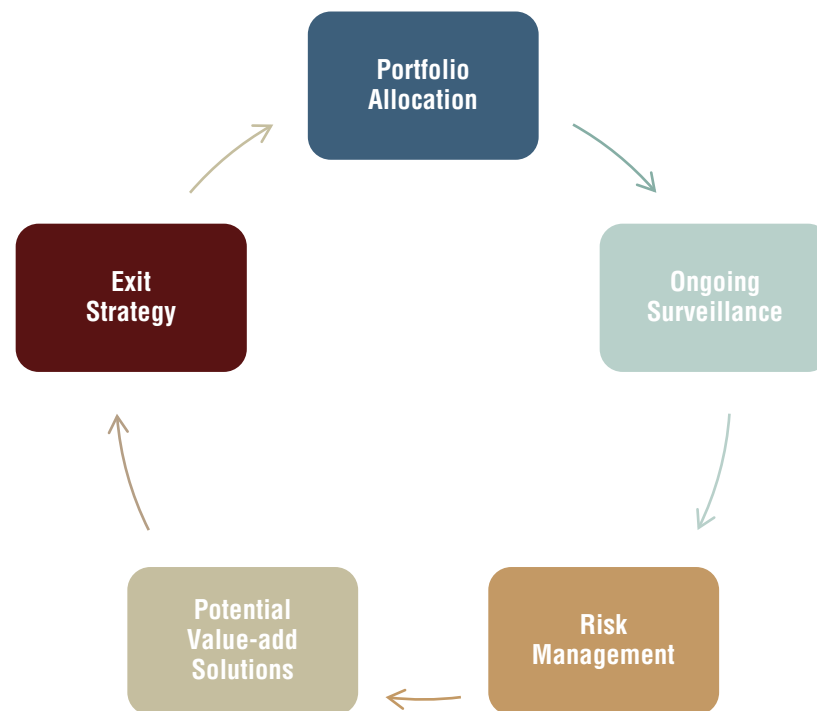 Portfolio
Allocation
Exit
Strategy
Ongoing
Surveillance
Potential
Value-add
Solutions
Risk
Management